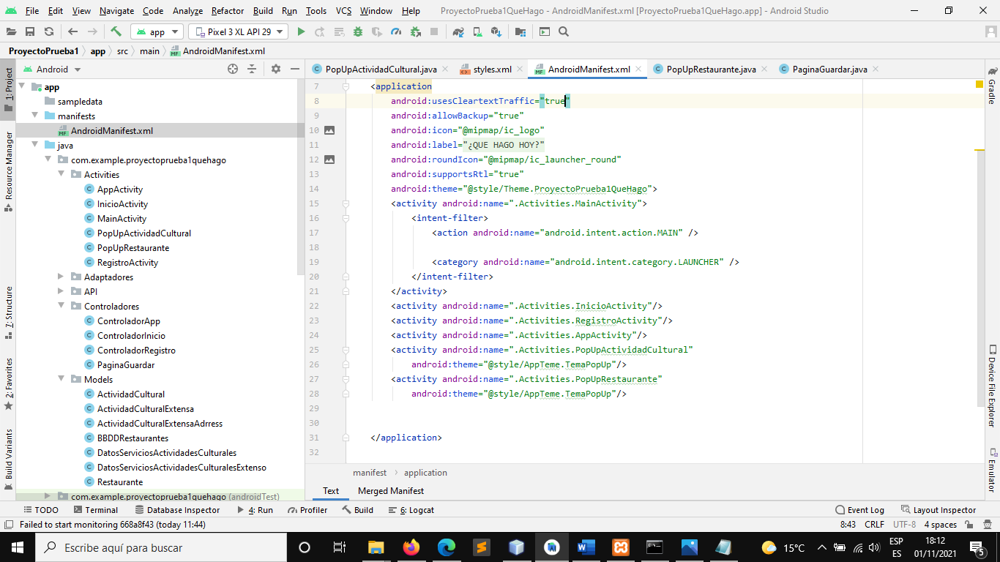 File Edit View Navigate Code Analyze Refactor Build Run Tools VCS Window Help ProyectoPrueba1QueHago - AndroidManifest.xml [ProyectoPrueba1QueHago.app] - Android Studio
app Pixel 3 XL API 29
ProyectoPrueba1 app src main AndroidManifest.xml
Android
PopUpActividadCultural.java styles.xml AndroidManifest.xml PopUpRestaurante.java PaginaGuardar.java
1: Project
Resource Manager
7: Structure
2: Favorites
Build Variants
app
sampledata
manifests
AndroidManifest.xml
java
com.example.proyectoprueba1quehago
Activities
AppActivity
InicioActivity
MainActivity
PopUpActividadCultural
PopUpRestaurante
RegistroActivity
Adaptadores
API
Controladores
ControladorApp
ControladorInicio
ControladorRegistro
PaginaGuardar
Models
ActividadCultural
ActividadCulturalExtensa
ActividadCulturalExtensaAdrress
BBDDRestaurantes
DatosServiciosActividadesCulturales
DatosServiciosActividadesCulturalesExtenso
Restaurante
com.example.proyectoprueba1quehago (androidTest)
7 <application
8 android:usesCleartextTraffic="true"
9 android:allowBackup="true"
10 android:icon="@mipmap/ic_logo"
11 android:label="¿QUE HAGO HOY?"
12 android:roundIcon="@mipmap/ic_launcher_round"
13 android:supportsRtl="true"
14 android:theme="@style/Theme.ProyectoPrueba1QueHago">
15 <activity android:name=".Activities.MainActivity">
16 <intent-filter>
17 <action android:name="android.intent.action.MAIN" />
18
19 <category android:name="android.intent.category.LAUNCHER" />
20 </intent-filter>
21 </activity>
22 <activity android:name=".Activities.InicioActivity"/>
23 <activity android:name=".Activities.RegistroActivity"/>
24 <activity android:name=".Activities.AppActivity"/>
25 <activity android:name=".Activities.PopUpActividadCultural"
26 android:theme="@style/AppTeme.TemaPopUp"/>
27 <activity android:name=".Activities.PopUpRestaurante"
28 android:theme="@style/AppTeme.TemaPopUp"/>
29
30
31 </application>
32
manifest application
Text Merged Manifest
Gradle
Device File Explorer
Emulator
TODO Terminal Database Inspector 4: Run Profiler Build 6: Logcat Event Log Layout Inspector
Failed to start monitoring 668a8f43 (today 11:44) 8:43 CRLF UTF-8 4 spaces
Escribe aquí para buscar 15°C ESP 18:12
ES 01/11/2021 5